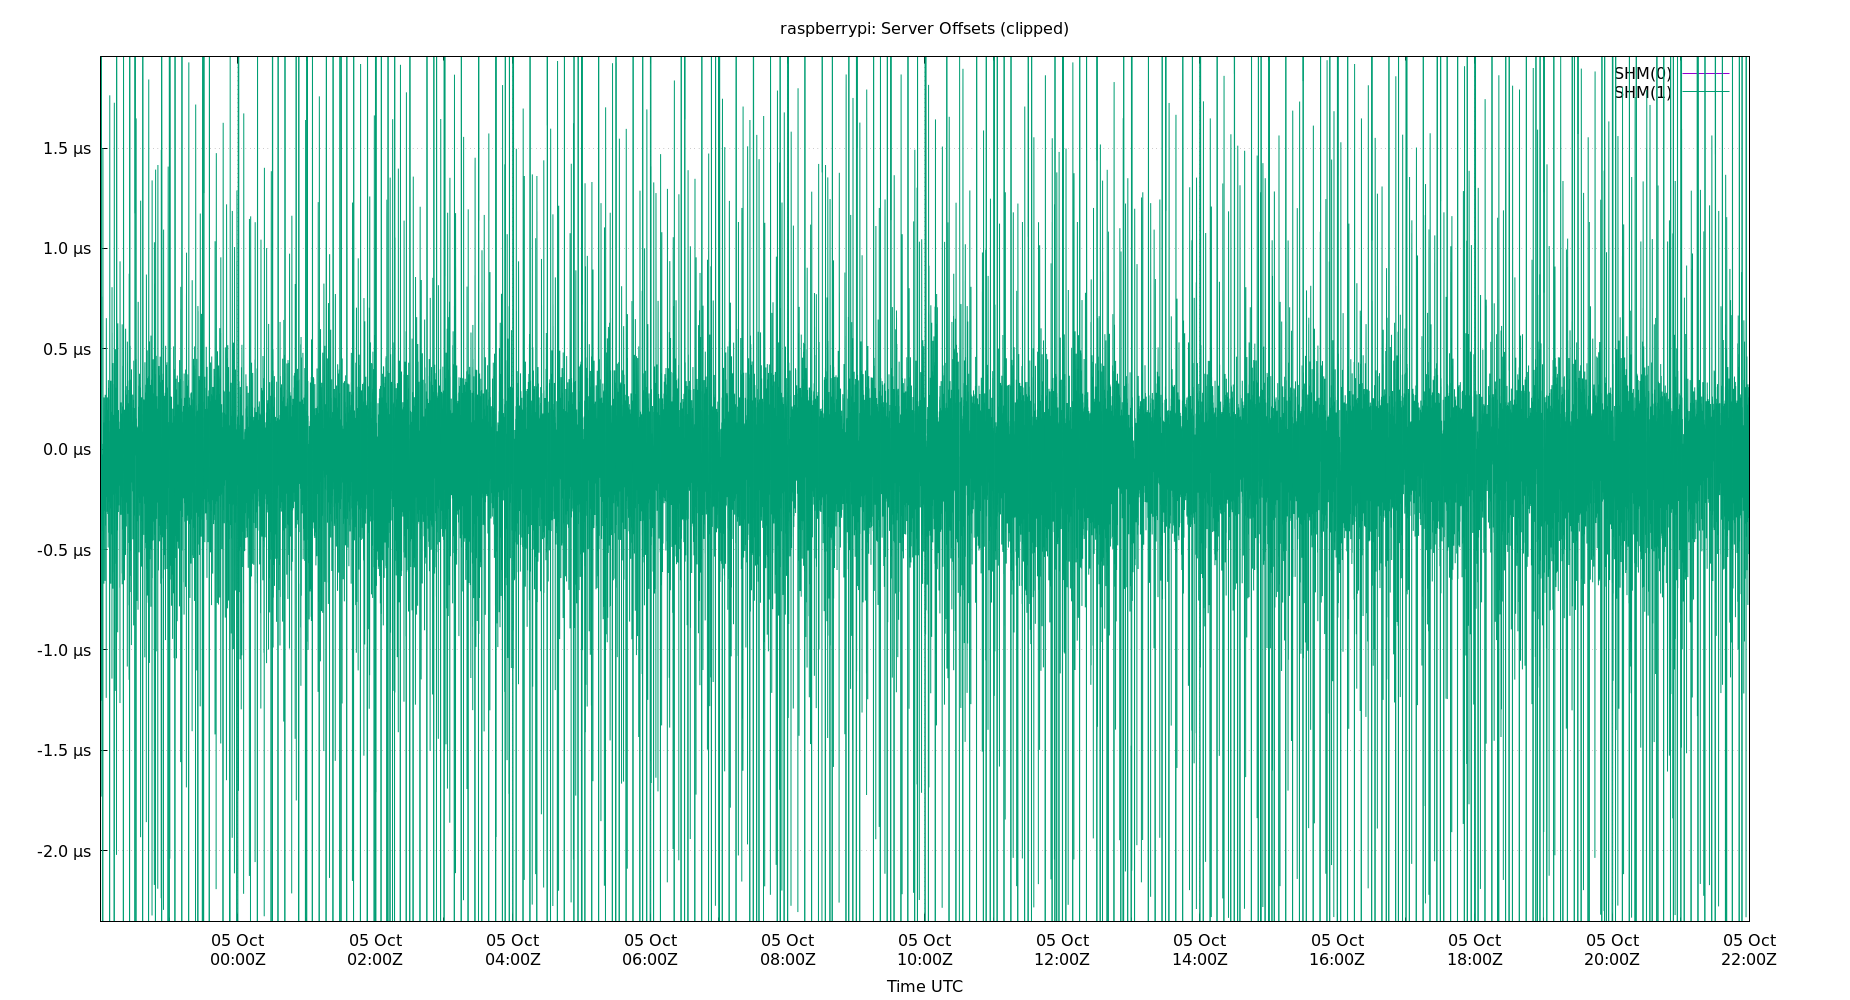 raspberrypi: Server Offsets (clipped)
SHM(0)
SHM(1)
1.5 µs
1.0 µs
0.5 µs
0.0 µs
-0.5 µs
-1.0 µs
-1.5 µs
-2.0 µs
05 Oct 05 Oct 05 Oct 05 Oct 05 Oct 05 Oct 05 Oct 05 Oct 05 Oct 05 Oct 05 Oct 05 Oct
00:00Z 02:00Z 04:00Z 06:00Z 08:00Z 10:00Z 12:00Z 14:00Z 16:00Z 18:00Z 20:00Z 22:00Z
Time UTC